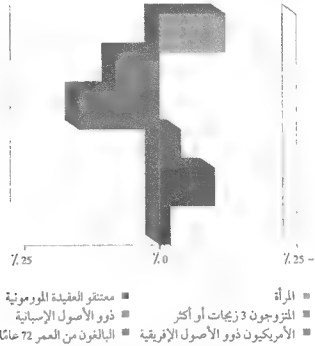 ٪ 25 ٪ 0 ٪ 25 –
■ المرأة ■ معتنقو العقيدة المورمونية
■ المتزوجون 3 زيجات أو أكثر ■ ذوو الأصول الإسبانية
■ الأمريكيون ذوو الأصول الإفريقية ■ البالغون من العمر 72 عامًا